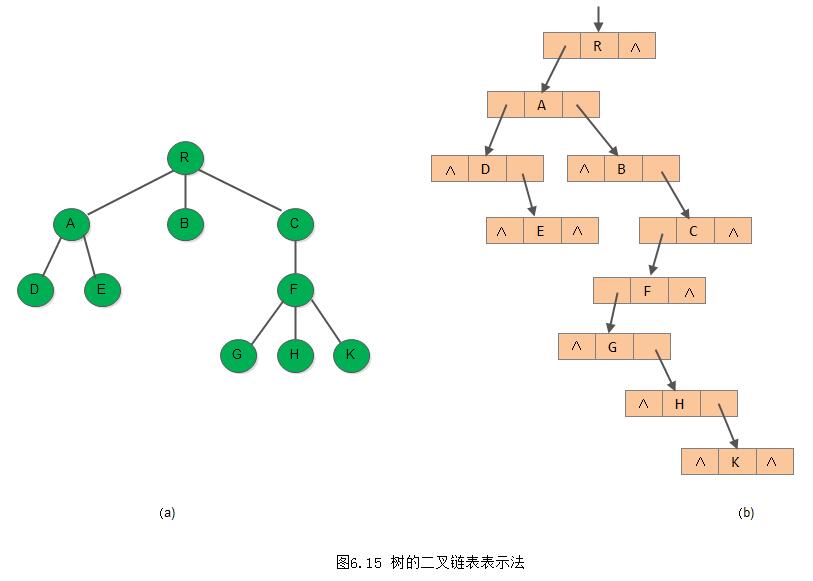 R
A B C
D E F
G H K
(a)
R ^
A
^ D ^ B
^ E ^ C ^
F ^
^ G
^ H
^ K ^
(b)
图6.15 树的二叉链表表示法